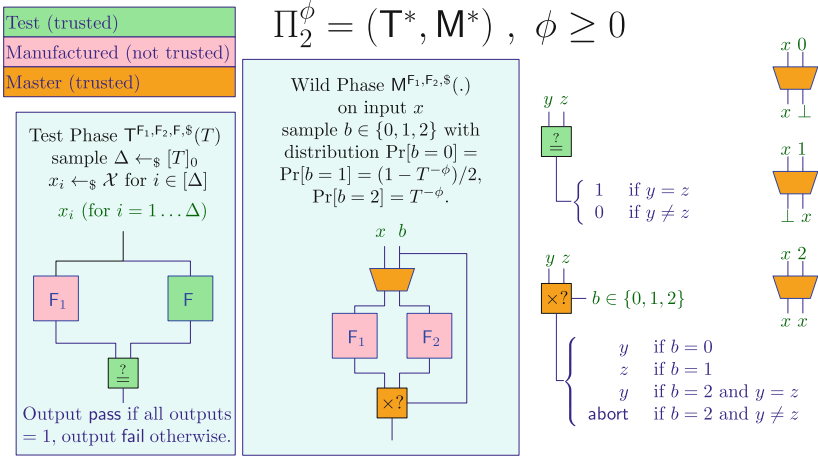 Π₂^ϕ = (T*, M*) , ϕ ≥ 0
Test (trusted)
Manufactured (not trusted)
Master (trusted)
Test Phase T^{F₁,F₂,F,$}(T)
sample Δ ←$ [T]₀
xᵢ ←$ 𝒳 for i ∈ [Δ]
xᵢ (for i = 1 … Δ)
F₁
F
?
=
Output pass if all outputs
= 1, output fail otherwise.
Wild Phase M^{F₁,F₂,$}(.)
on input x
sample b ∈ {0, 1, 2} with
distribution Pr[b = 0] =
Pr[b = 1] = (1 − T^{−ϕ})/2,
Pr[b = 2] = T^{−ϕ}.
x b
F₁
F₂
×?
y z
?
=
1 if y = z
0 if y ≠ z
y z
×?
b ∈ {0, 1, 2}
y if b = 0
z if b = 1
y if b = 2 and y = z
abort if b = 2 and y ≠ z
x 0
x ⊥
x 1
⊥ x
x 2
x x